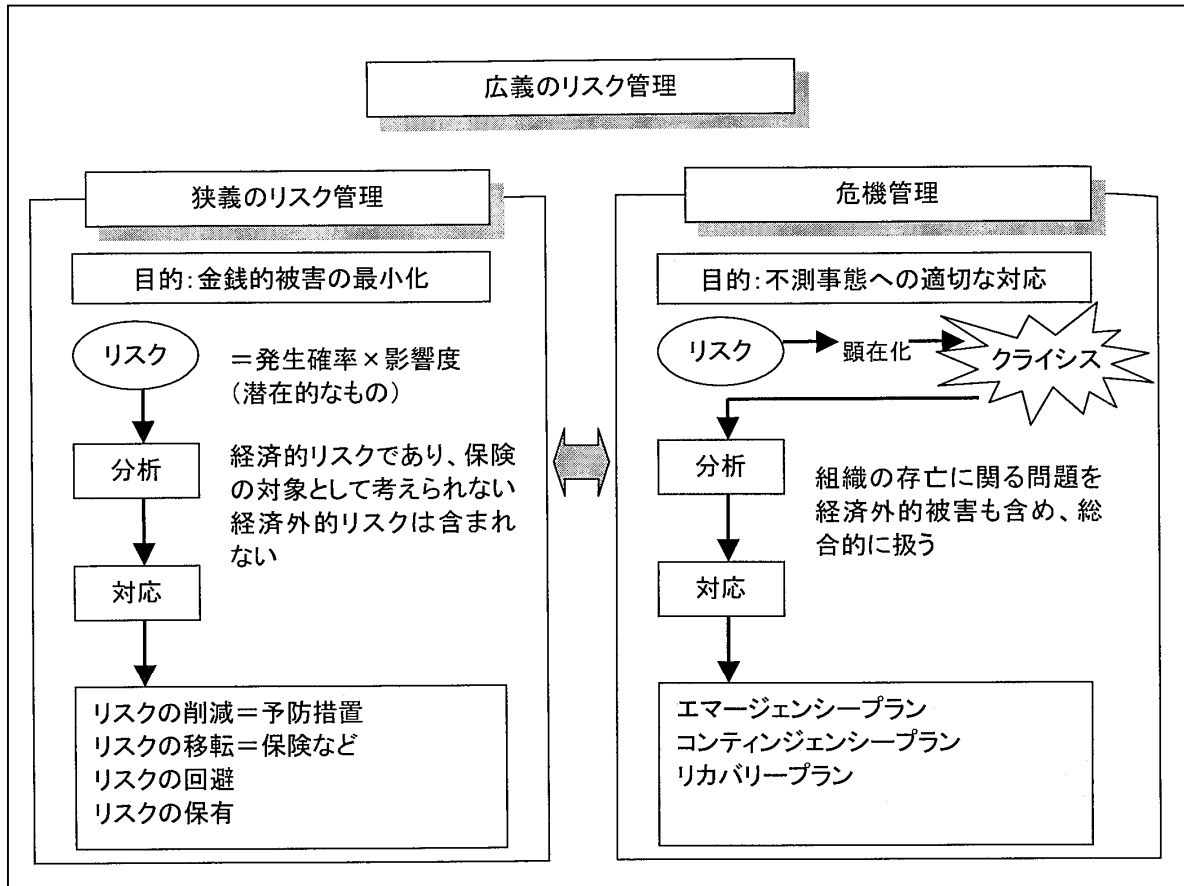 広義のリスク管理
狭義のリスク管理
目的：金銭的被害の最小化
リスク
＝発生確率×影響度
（潜在的なもの）
分析
経済的リスクであり、保険
の対象として考えられない
経済外的リスクは含まれ
ない
対応
リスクの削減＝予防措置
リスクの移転＝保険など
リスクの回避
リスクの保有
危機管理
目的：不測事態への適切な対応
リスク
顕在化
クライシス
分析
組織の存亡に関る問題を
経済外的被害も含め、総
合的に扱う
対応
エマージェンシープラン
コンティンジェンシープラン
リカバリープラン